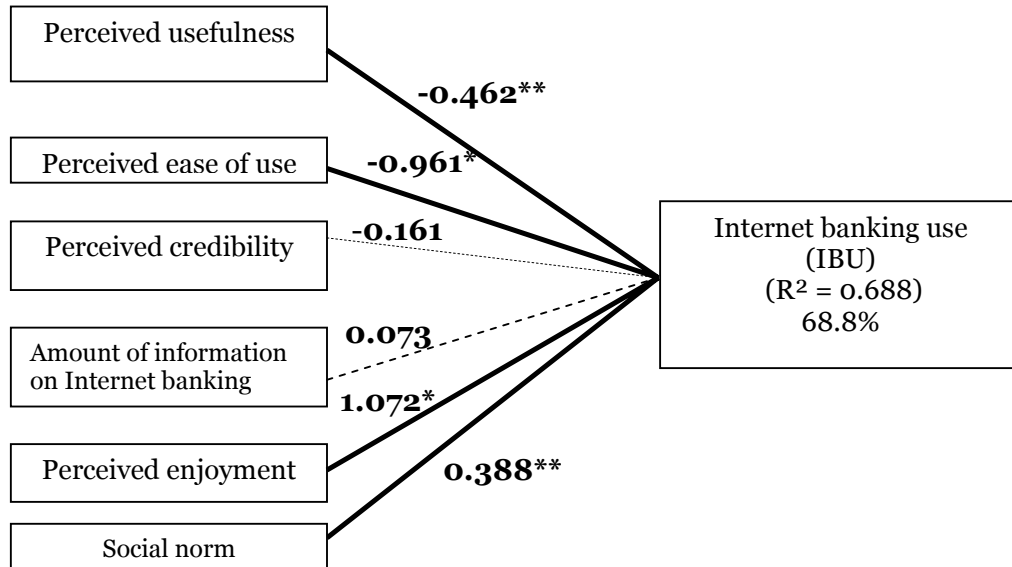 Perceived usefulness
-0.462**
Perceived ease of use
-0.961*
Perceived credibility
-0.161
Amount of information
on Internet banking
0.073
1.072*
Perceived enjoyment
0.388**
Social norm
Internet banking use
(IBU)
(R² = 0.688)
68.8%